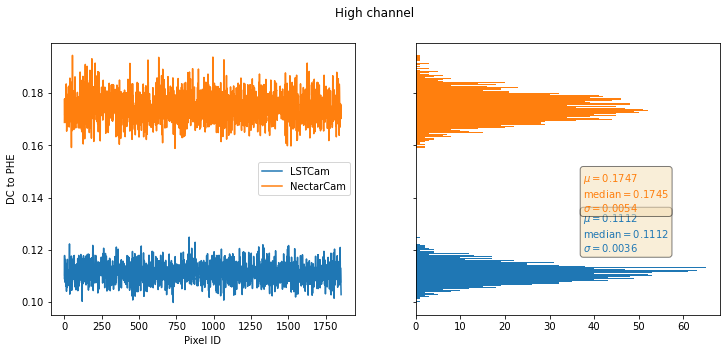 High channel
DC to PHE
0.18
0.16
0.14
0.12
0.10
LSTCam
NectarCam
0
250
500
750
1000
1250
1500
1750
Pixel ID
μ = 0.1747
median = 0.1745
σ = 0.0054
μ = 0.1112
median = 0.1112
σ = 0.0036
0
10
20
30
40
50
60